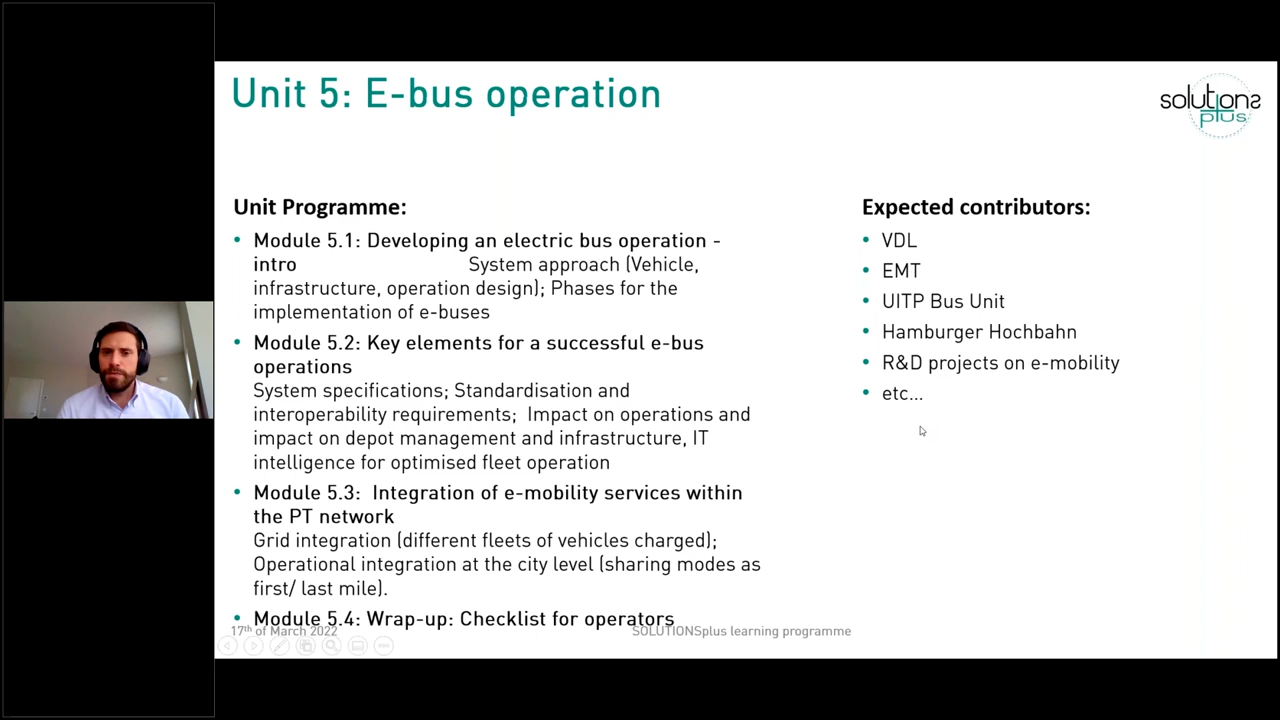 Unit 5: E-bus operation
solutions
plus
Unit Programme:
• Module 5.1: Developing an electric bus operation -
intro System approach (Vehicle,
infrastructure, operation design); Phases for the
implementation of e-buses
• Module 5.2: Key elements for a successful e-bus
operations
System specifications; Standardisation and
interoperability requirements; Impact on operations and
impact on depot management and infrastructure, IT
intelligence for optimised fleet operation
• Module 5.3: Integration of e-mobility services within
the PT network
Grid integration (different fleets of vehicles charged);
Operational integration at the city level (sharing modes as
first/ last mile).
• Module 5.4: Wrap-up: Checklist for operators
Expected contributors:
• VDL
• EMT
• UITP Bus Unit
• Hamburger Hochbahn
• R&D projects on e-mobility
• etc...
17th of March 2022
SOLUTIONSplus learning programme